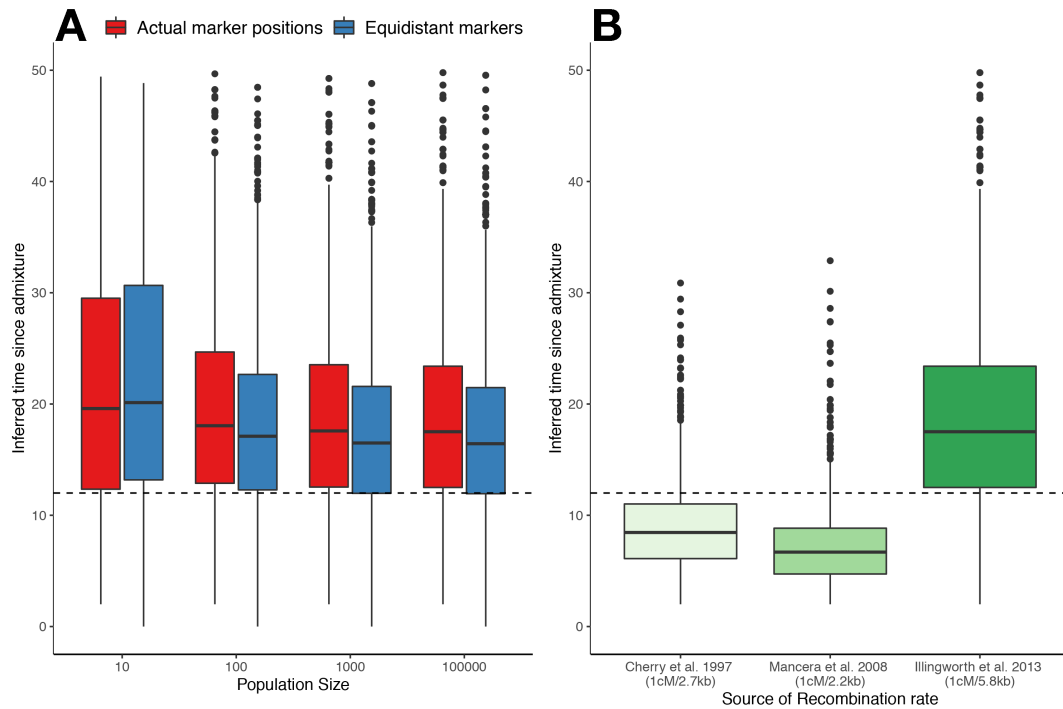 A
Actual marker positions
Equidistant markers
Inferred time since admixture
50
40
30
20
10
0
10
100
1000
100000
Population Size
B
Inferred time since admixture
50
40
30
20
10
0
Cherry et al. 1997
(1cM/2.7kb)
Mancera et al. 2008
(1cM/2.2kb)
Illingworth et al. 2013
(1cM/5.8kb)
Source of Recombination rate